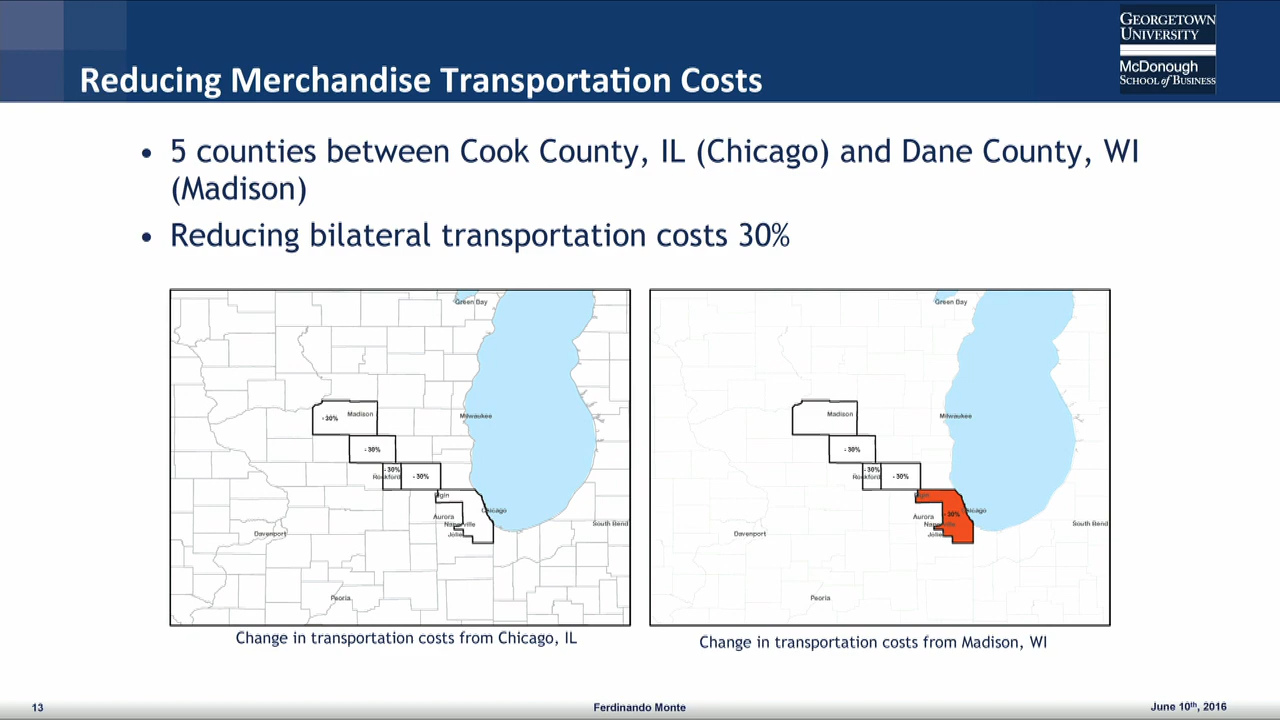 GEORGETOWN
UNIVERSITY
McDonough
SCHOOL of BUSINESS
Reducing Merchandise Transportation Costs
• 5 counties between Cook County, IL (Chicago) and Dane County, WI
(Madison)
• Reducing bilateral transportation costs 30%
Green Bay
Madison
- 30%
Milwaukee
- 30%
- 30%
Rockford
- 30%
Elgin
Chicago
Aurora
Naperville
Joliet
South Bend
Davenport
Peoria
Change in transportation costs from Chicago, IL
Green Bay
Madison
Milwaukee
- 30%
- 30%
Rockford
- 30%
Elgin
Chicago
- 30%
Aurora
Naperville
Joliet
South Bend
Davenport
Peoria
Change in transportation costs from Madison, WI
13
Ferdinando Monte
June 10th, 2016